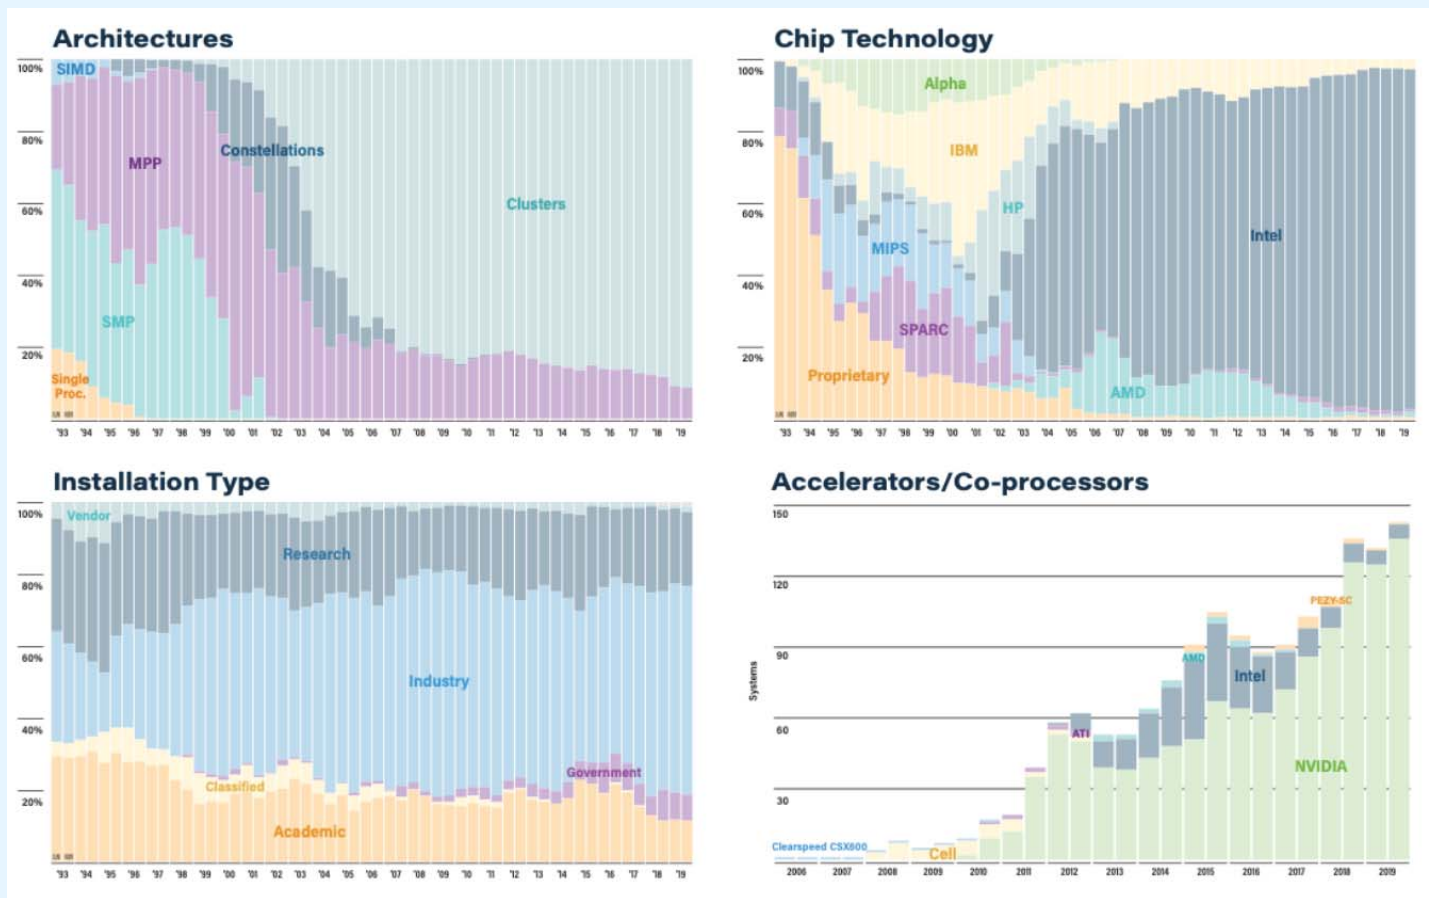 Architectures
100%
80%
60%
40%
20%
SIMD
MPP
Constellations
Clusters
SMP
Single
Proc.
'93 '94 '95 '96 '97 '98 '99 '00 '01 '02 '03 '04 '05 '06 '07 '08 '09 '10 '11 '12 '13 '14 '15 '16 '17 '18 '19
Chip Technology
100%
80%
60%
40%
20%
Alpha
IBM
HP
MIPS
Intel
SPARC
Proprietary
AMD
'93 '94 '95 '96 '97 '98 '99 '00 '01 '02 '03 '04 '05 '06 '07 '08 '09 '10 '11 '12 '13 '14 '15 '16 '17 '18 '19
Installation Type
100%
80%
60%
40%
20%
Vendor
Research
Industry
Government
Classified
Academic
'93 '94 '95 '96 '97 '98 '99 '00 '01 '02 '03 '04 '05 '06 '07 '08 '09 '10 '11 '12 '13 '14 '15 '16 '17 '18 '19
Accelerators/Co-processors
150
120
90
60
30
Systems
PEZY-SC
AMD
Intel
ATI
NVIDIA
Clearspeed CSX600
Cell
2006 2007 2008 2009 2010 2011 2012 2013 2014 2015 2016 2017 2018 2019